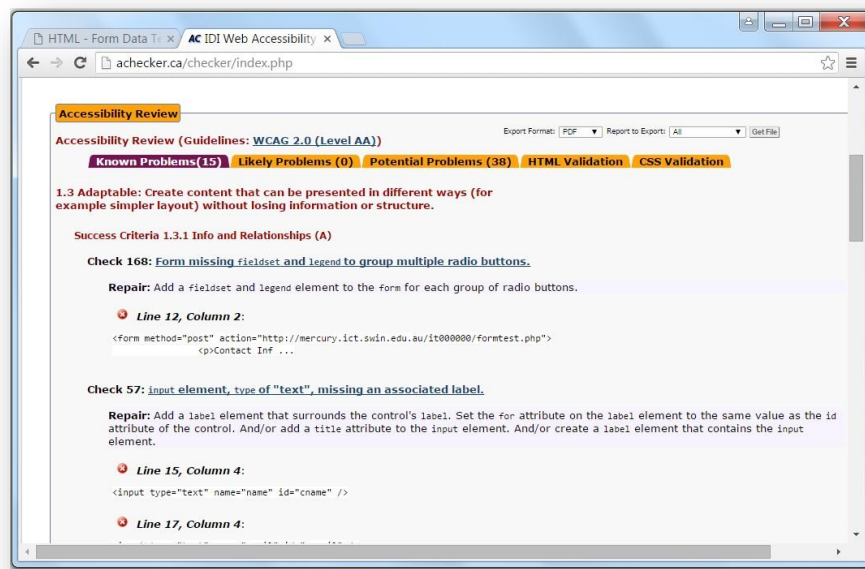 HTML - Form Data Te
AC IDI Web Accessibility
achecker.ca/checker/index.php
Accessibility Review
Export Format: PDF Report to Export: All Get File
Accessibility Review (Guidelines: WCAG 2.0 (Level AA))
Known Problems(15) Likely Problems (0) Potential Problems (38) HTML Validation CSS Validation
1.3 Adaptable: Create content that can be presented in different ways (for
example simpler layout) without losing information or structure.
Success Criteria 1.3.1 Info and Relationships (A)
Check 168: Form missing fieldset and legend to group multiple radio buttons.
Repair: Add a fieldset and legend element to the form for each group of radio buttons.
Line 12, Column 2:
<form method="post" action="http://mercury.ict.swin.edu.au/it000000/formtest.php">
<p>Contact Inf ...
Check 57: input element, type of "text", missing an associated label.
Repair: Add a label element that surrounds the control's label. Set the for attribute on the label element to the same value as the id
attribute of the control. And/or add a title attribute to the input element. And/or create a label element that contains the input
element.
Line 15, Column 4:
<input type="text" name="name" id="cname" />
Line 17, Column 4: